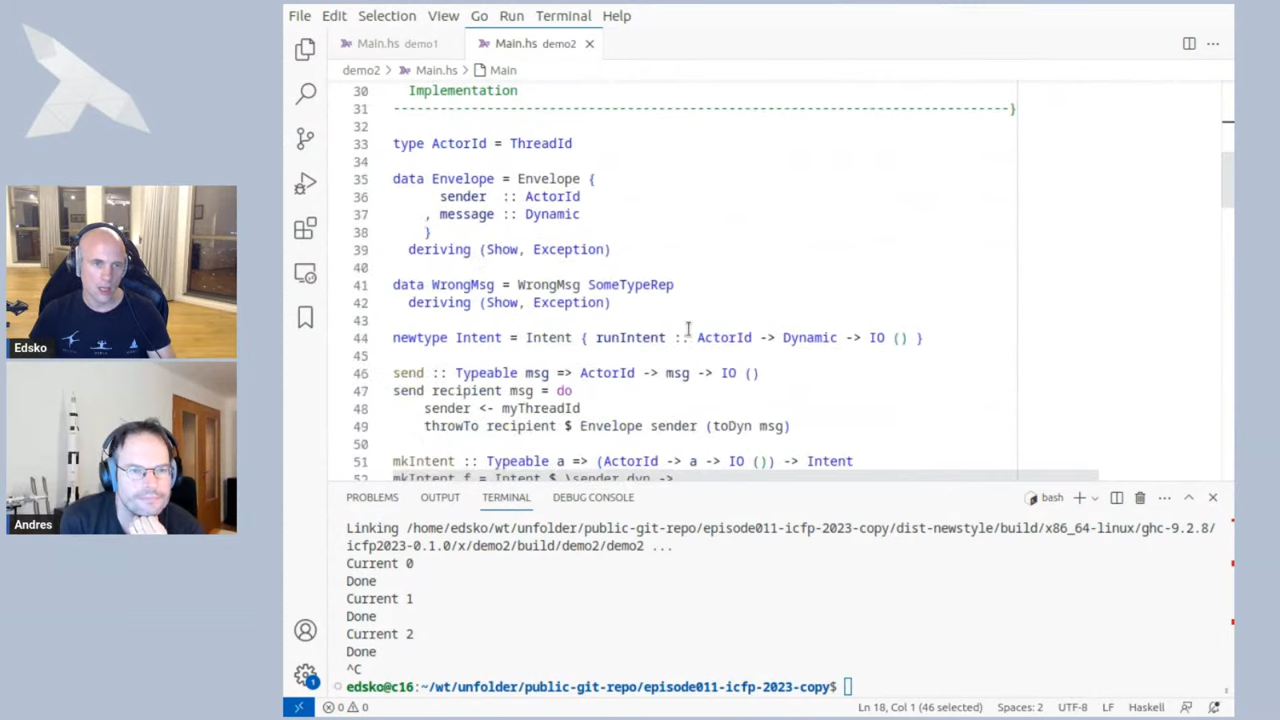 File Edit Selection View Go Run Terminal Help
Main.hs demo1 Main.hs demo2
demo2 > Main.hs > Main
30 Implementation
31 --------------------------------------------------------------------------------}
32
33 type ActorId = ThreadId
34
35 data Envelope = Envelope {
36 sender :: ActorId
37 , message :: Dynamic
38 }
39 deriving (Show, Exception)
40
41 data WrongMsg = WrongMsg SomeTypeRep
42 deriving (Show, Exception)
43
44 newtype Intent = Intent { runIntent :: ActorId -> Dynamic -> IO () }
45
46 send :: Typeable msg => ActorId -> msg -> IO ()
47 send recipient msg = do
48 sender <- myThreadId
49 throwTo recipient $ Envelope sender (toDyn msg)
50
51 mkIntent :: Typeable a => (ActorId -> a -> IO ()) -> Intent
52 mkIntent f = Intent $ \sender dyn ->
PROBLEMS OUTPUT TERMINAL DEBUG CONSOLE bash
Linking /home/edsko/wt/unfolder/public-git-repo/episode011-icfp-2023-copy/dist-newstyle/build/x86_64-linux/ghc-9.2.8/
icfp2023-0.1.0/x/demo2/build/demo2/demo2 ...
Current 0
Done
Current 1
Done
Current 2
Done
^C
edsko@c16:~/wt/unfolder/public-git-repo/episode011-icfp-2023-copy$
1
0 0 Ln 18, Col 1 (46 selected) Spaces: 2 UTF-8 LF Haskell
Edsko
Andres